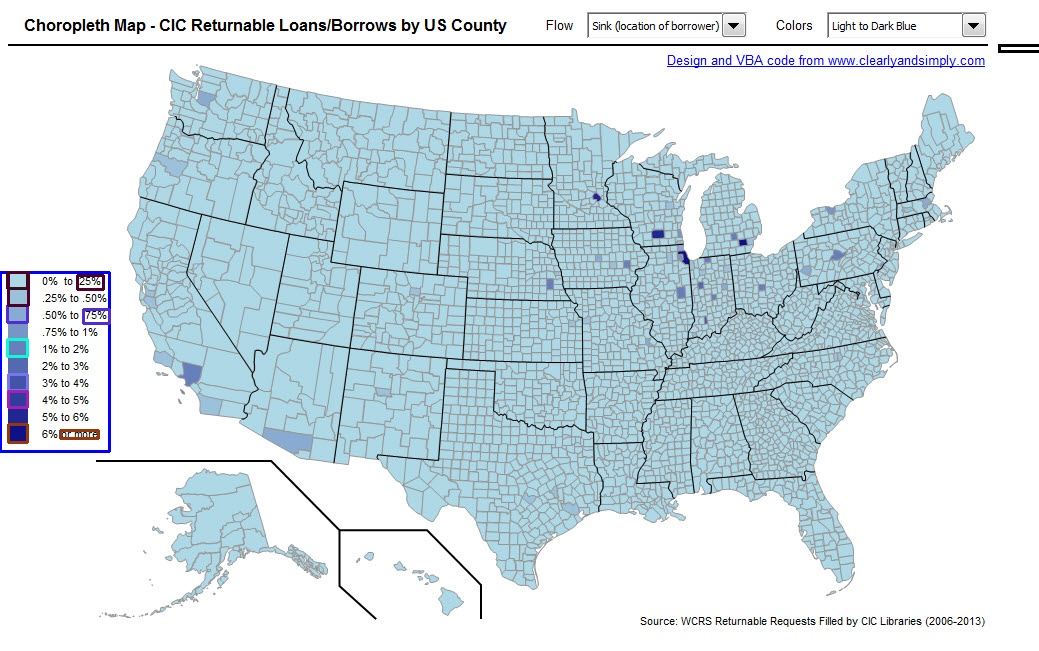 Choropleth Map - CIC Returnable Loans/Borrows by US County Flow Sink (location of borrower) Colors Light to Dark Blue
Design and VBA code from www.clearlyandsimply.com
0% to 25%
.25% to .50%
.50% to 75%
.75% to 1%
1% to 2%
2% to 3%
3% to 4%
4% to 5%
5% to 6%
6% or more
Source: WCRS Returnable Requests Filled by CIC Libraries (2006-2013)